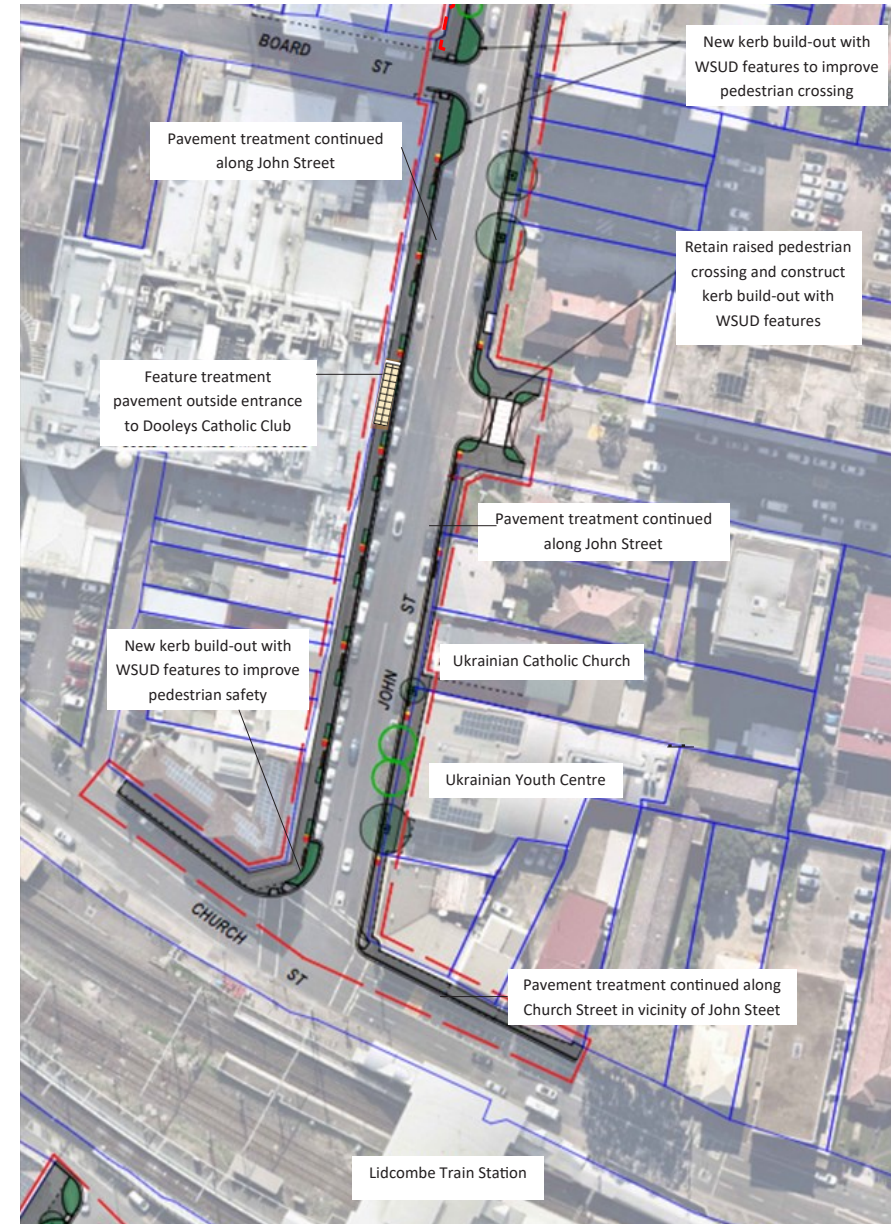 BOARD
ST
New kerb build-out with
WSUD features to improve
pedestrian crossing
Pavement treatment continued
along John Street
Retain raised pedestrian
crossing and construct
kerb build-out with
WSUD features
Feature treatment
pavement outside entrance
to Dooleys Catholic Club
Pavement treatment continued
along John Street
ST
JOHN
New kerb build-out with
WSUD features to improve
pedestrian safety
Ukrainian Catholic Church
Ukrainian Youth Centre
CHURCH
ST
Pavement treatment continued along
Church Street in vicinity of John Steet
Lidcombe Train Station